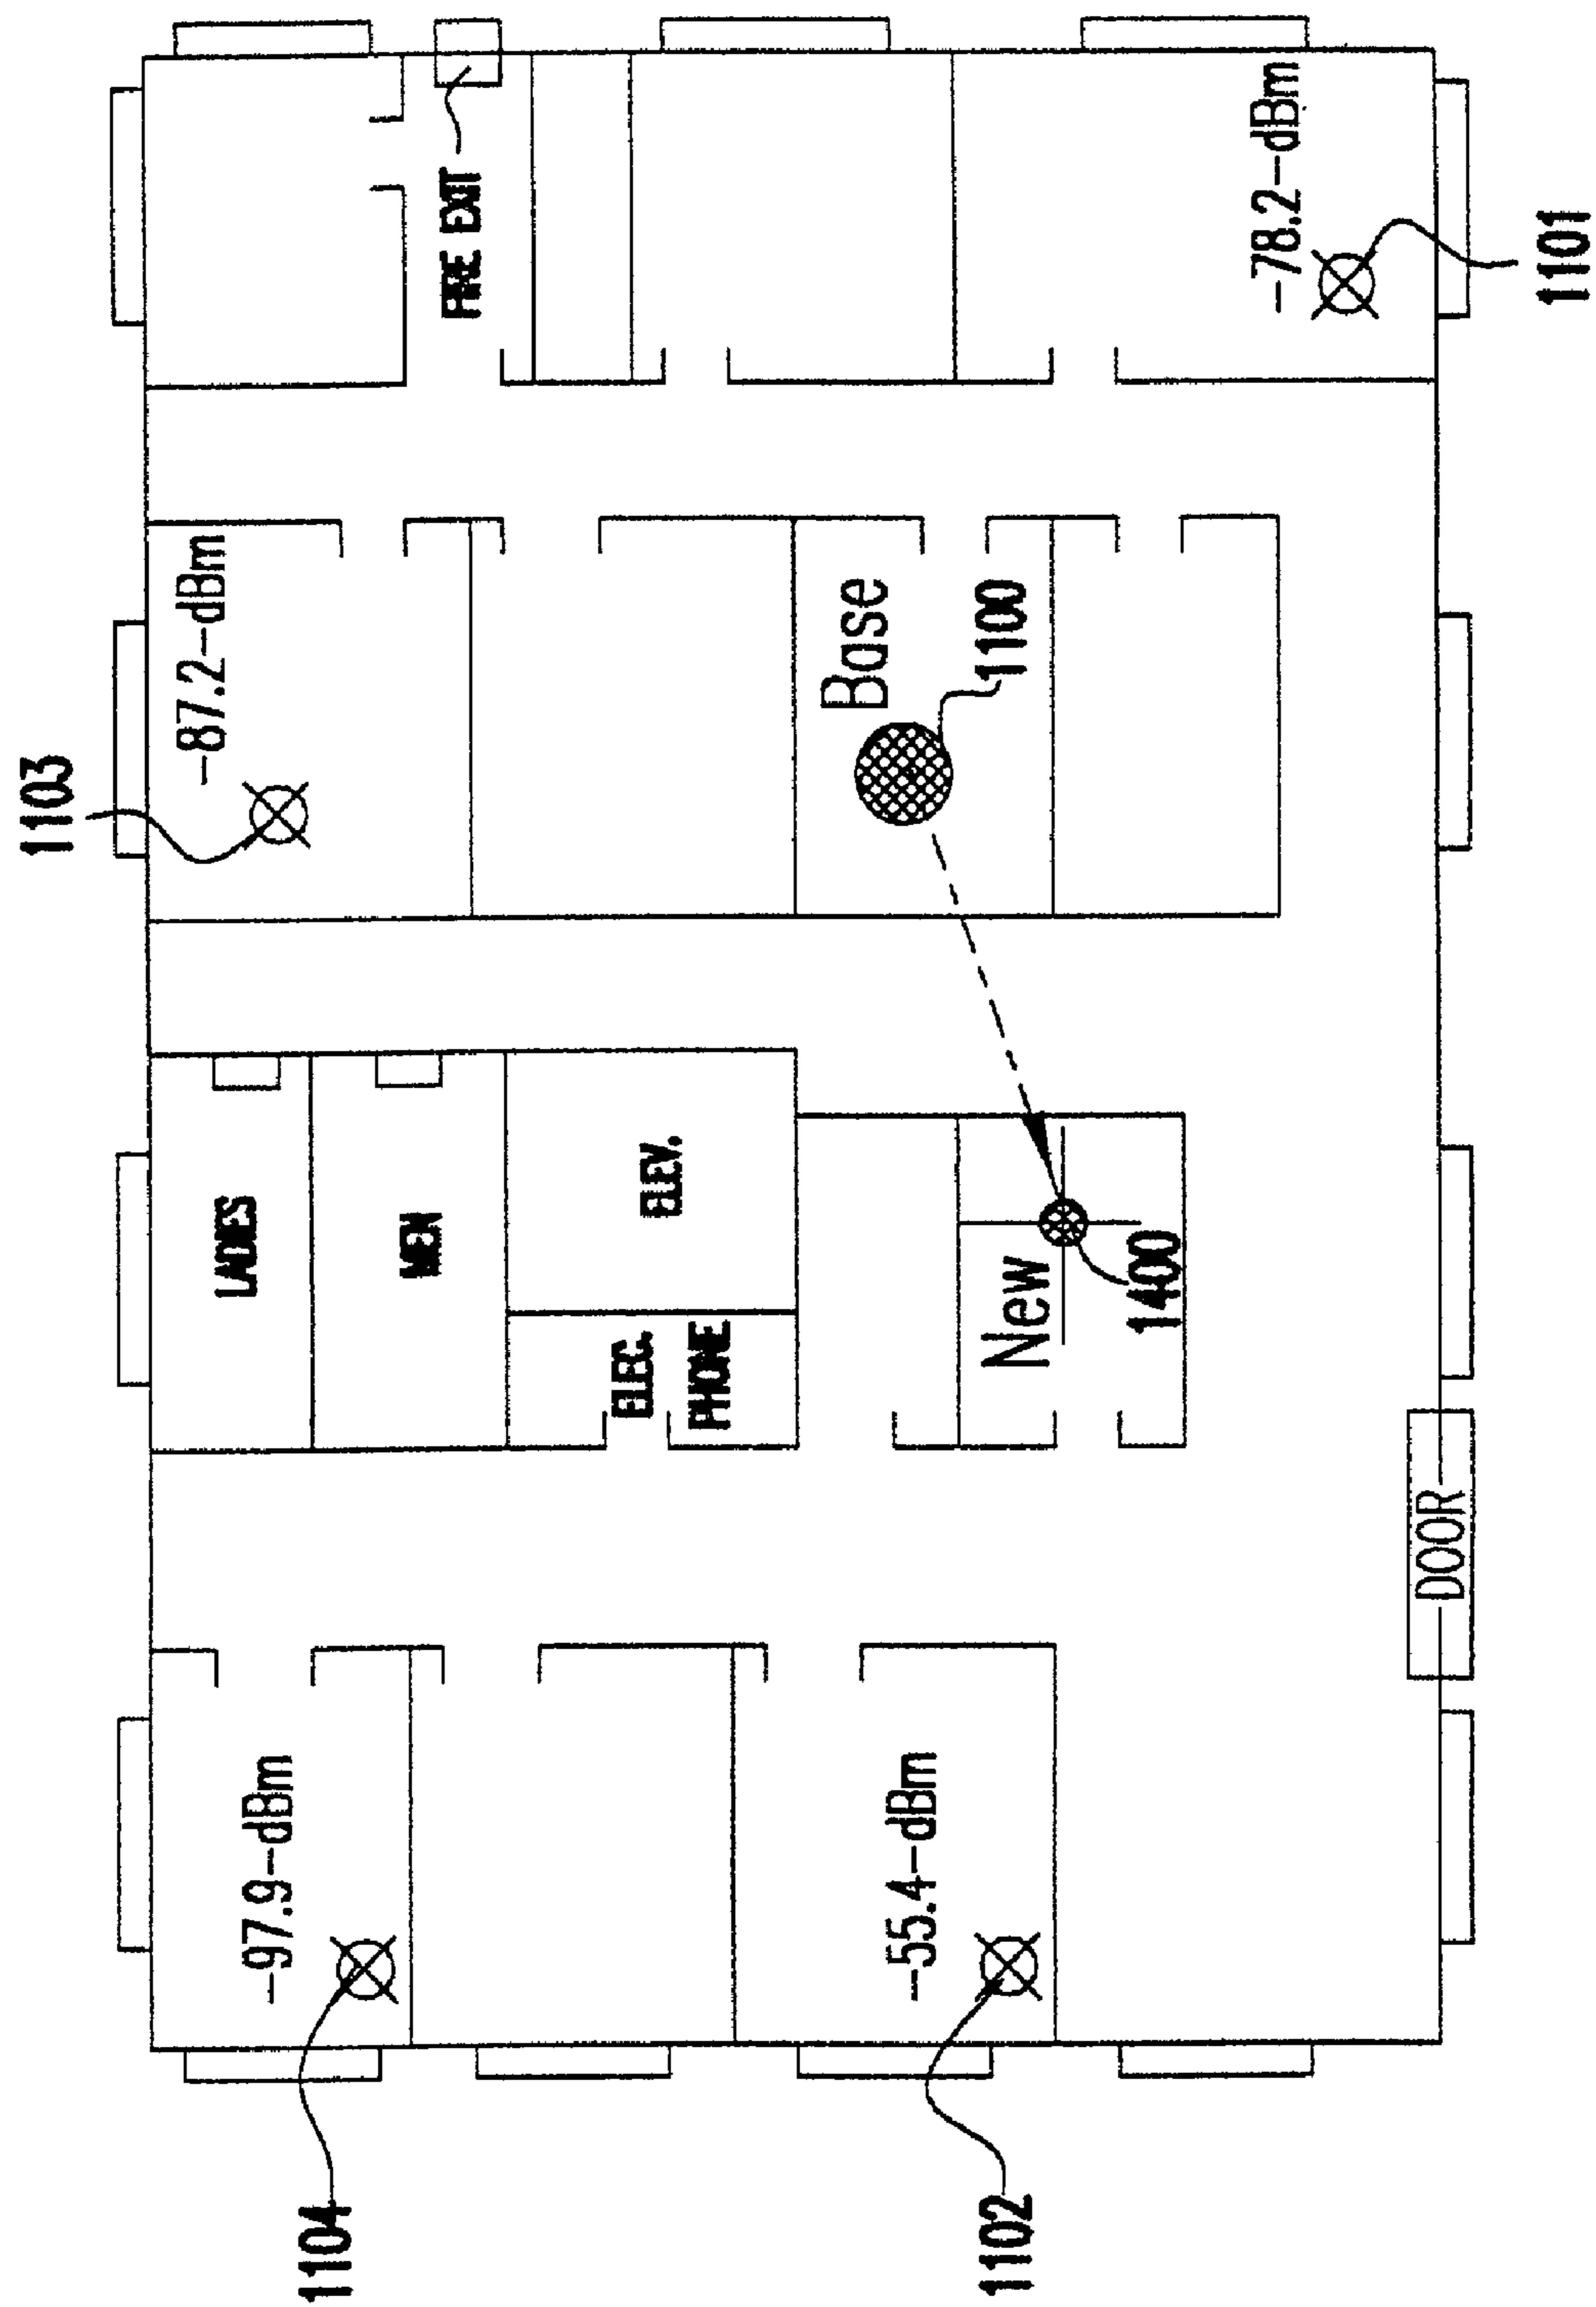 1104
-97.9-dBm
LADIES
1103
-87.2-dBm
MEN
FIRE EXIT
ELEC.
PHONE
ELEV.
1102
-55.4-dBm
Base
1100
New
1400
-78.2-dBm
DOOR
1101